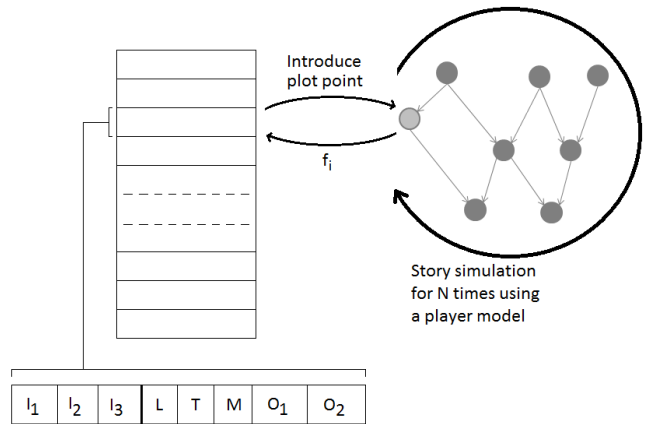 Introduce
plot point
f_i
Story simulation
for N times using
a player model
I_1 I_2 I_3 L T M O_1 O_2